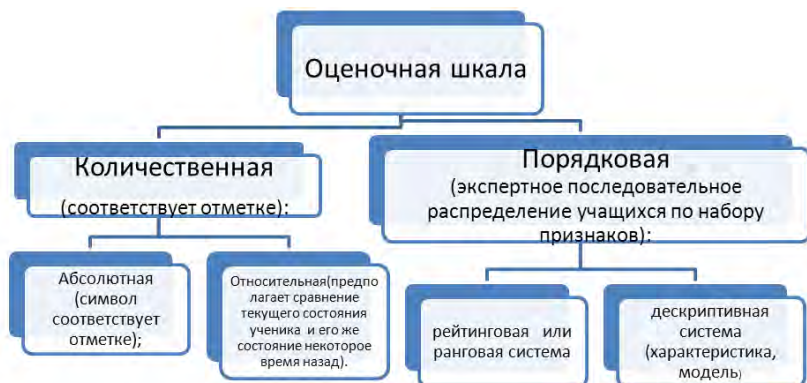 Оценочная шкала
Количественная
(соответствует отметке):
Порядковая
(экспертное последовательное
распределение учащихся по набору
признаков):
Абсолютная
(символ
соответствует
отметке);
Относительная(предпо
лагает сравнение
текущего состояния
ученика и его же
состояние некоторое
время назад).
рейтинговая или
ранговая система
дескриптивная
система
(характеристика,
модель)